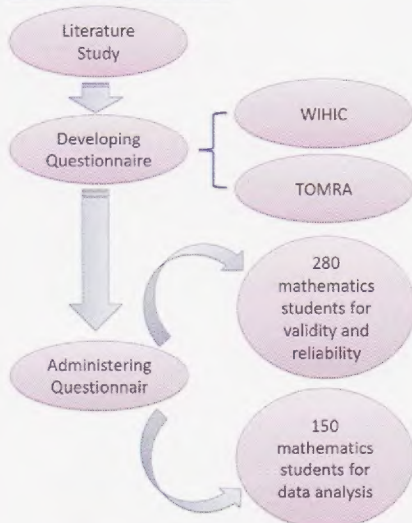 Literature
Study
Developing
Questionnaire
WIHIC
TOMRA
Administering
Questionnair
280
mathematics
students for
validity and
reliability
150
mathematics
students for
data analysis